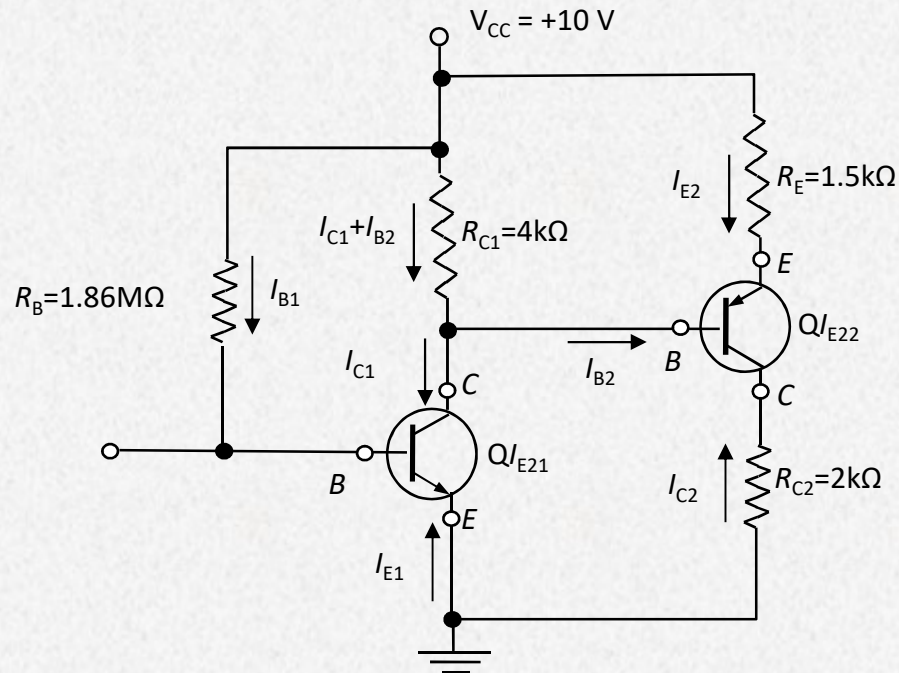 V_CC = +10 V
I_E2
R_E=1.5kΩ
I_C1+I_B2
R_C1=4kΩ
E
R_B=1.86MΩ
I_B1
QI_E22
I_C1
I_B2
B
C
C
QI_E21
B
I_C2
R_C2=2kΩ
E
I_E1